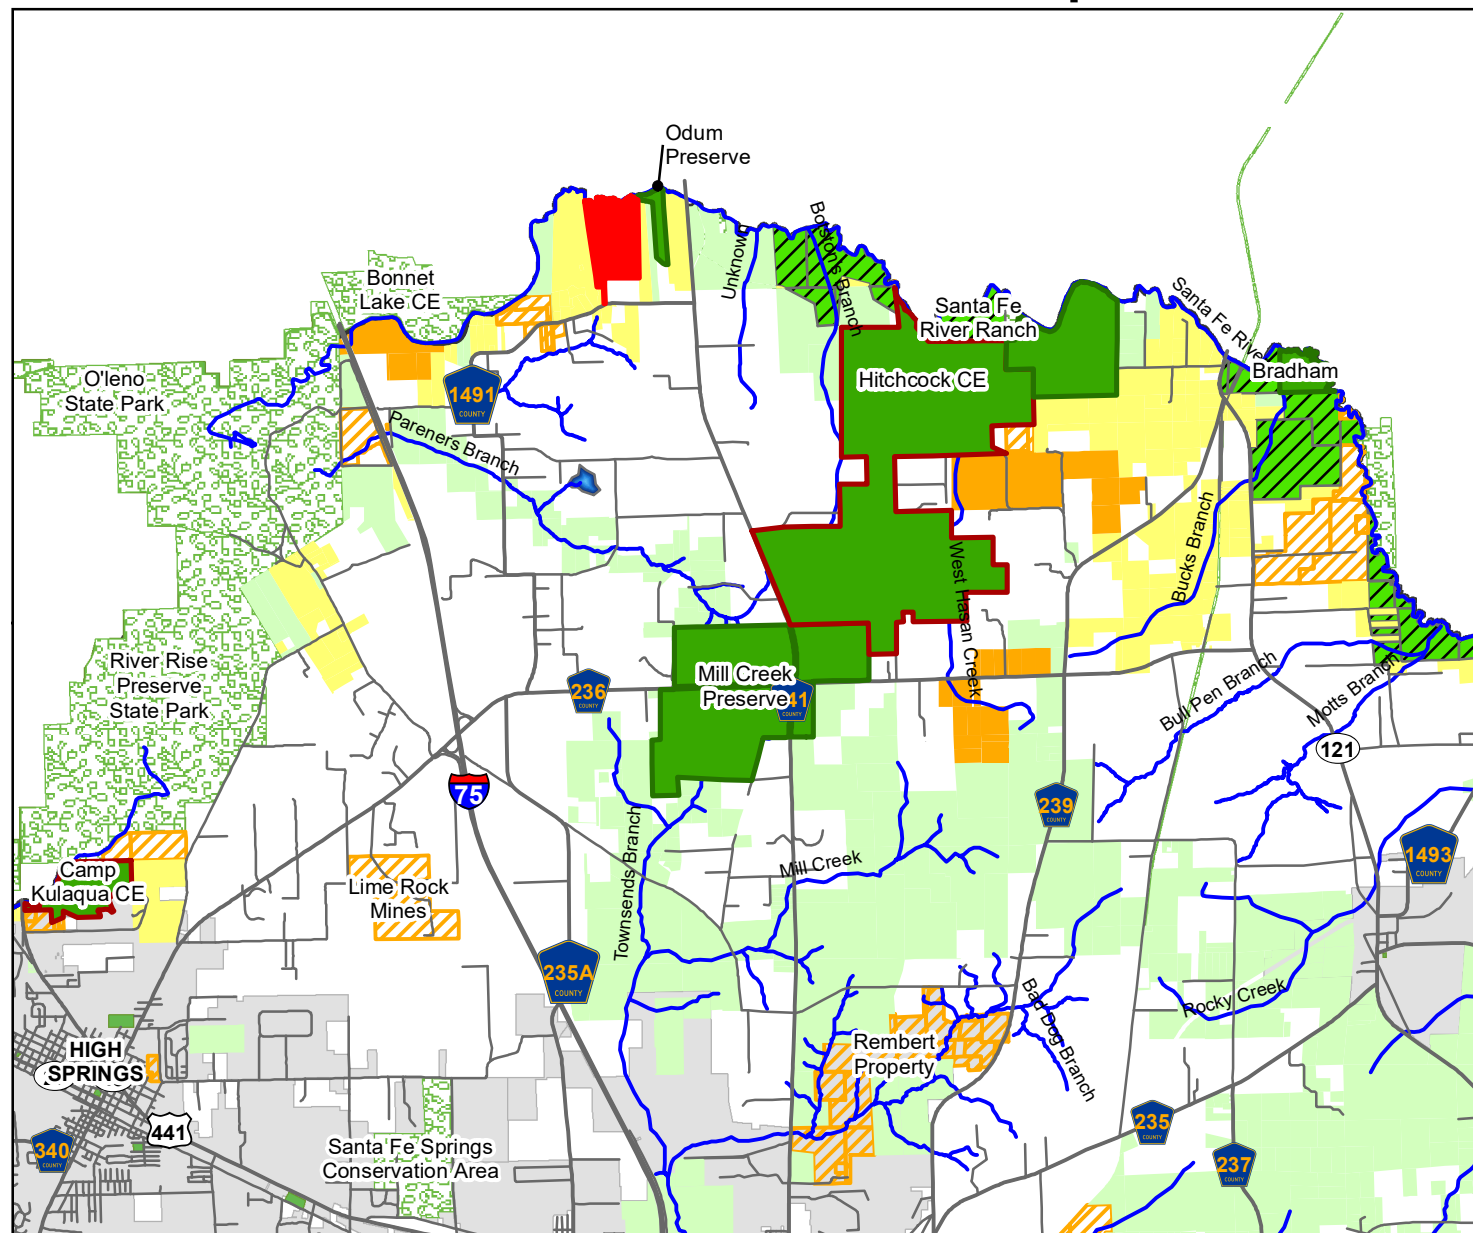 Odum
Preserve
Bonnet
Lake CE
Unknown
Boston's Branch
Santa Fe
River Ranch
Santa Fe River
Bradham
O'leno
State Park
1491
COUNTY
Hitchcock CE
Pareners Branch
Bucks Branch
West Hasan Creek
River Rise
Preserve
State Park
236
COUNTY
Mill Creek
Preserve
41
COUNTY
Bull Pen Branch
Motts Branch
121
75
239
COUNTY
1493
COUNTY
Camp
Kulaqua CE
Lime Rock
Mines
Townsends Branch
Mill Creek
235A
COUNTY
Bad Dog Branch
Rocky Creek
HIGH
SPRINGS
Rembert
Property
441
340
COUNTY
Santa Fe Springs
Conservation Area
235
COUNTY
237
COUNTY